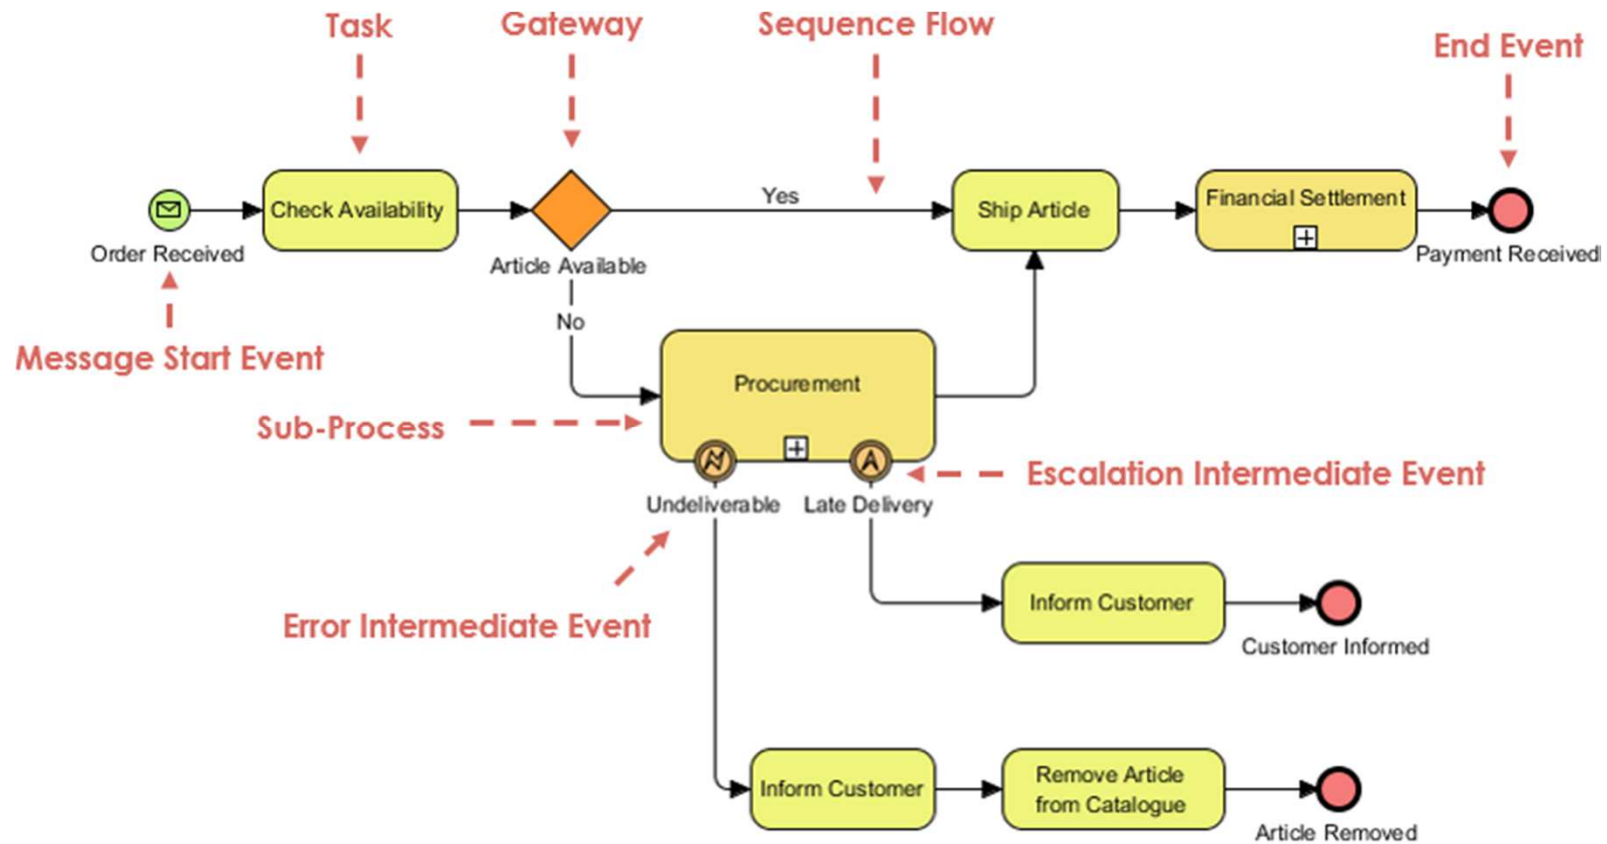 Task
Gateway
Sequence Flow
End Event
Check Availability
Yes
Ship Article
Financial Settlement
Order Received
Article Available
Payment Received
No
Message Start Event
Procurement
Sub-Process
Escalation Intermediate Event
Undeliverable
Late Delivery
Error Intermediate Event
Inform Customer
Customer Informed
Inform Customer
Remove Article
from Catalogue
Article Removed